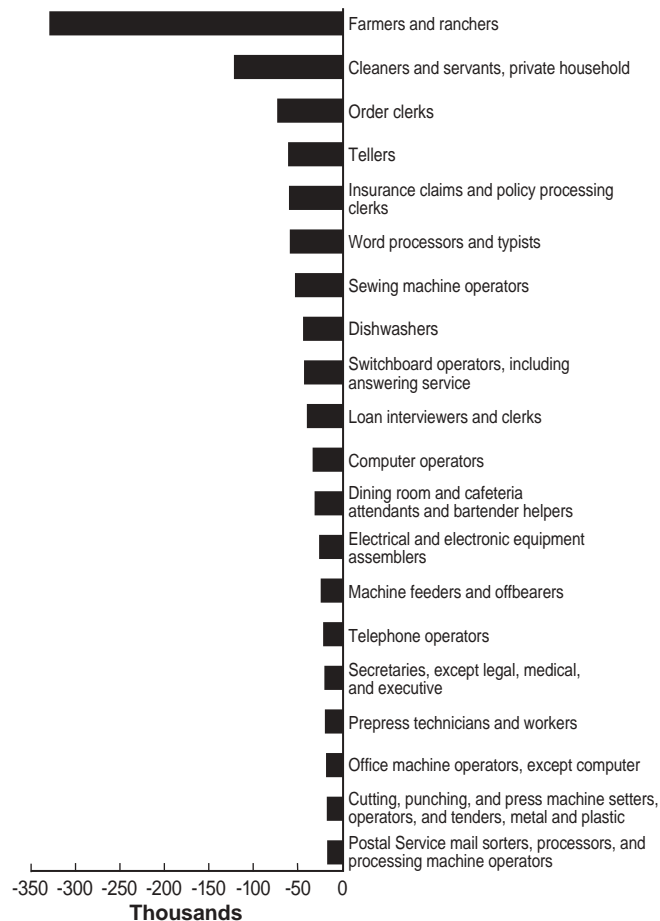 Farmers and ranchers
Cleaners and servants, private household
Order clerks
Tellers
Insurance claims and policy processing
clerks
Word processors and typists
Sewing machine operators
Dishwashers
Switchboard operators, including
answering service
Loan interviewers and clerks
Computer operators
Dining room and cafeteria
attendants and bartender helpers
Electrical and electronic equipment
assemblers
Machine feeders and offbearers
Telephone operators
Secretaries, except legal, medical,
and executive
Prepress technicians and workers
Office machine operators, except computer
Cutting, punching, and press machine setters,
operators, and tenders, metal and plastic
Postal Service mail sorters, processors, and
processing machine operators
-350 -300 -250 -200 -150 -100 -50 0
Thousands